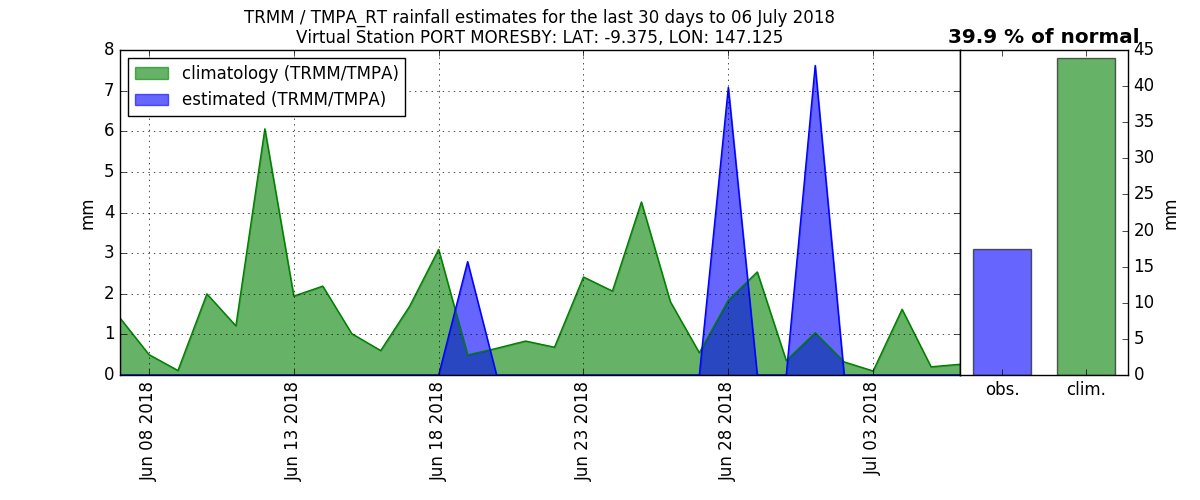 TRMM / TMPA_RT rainfall estimates for the last 30 days to 06 July 2018
Virtual Station PORT MORESBY: LAT: -9.375, LON: 147.125
39.9 % of normal
climatology (TRMM/TMPA)
estimated (TRMM/TMPA)
8
7
6
5
4
3
2
1
0
mm
Jun 08 2018
Jun 13 2018
Jun 18 2018
Jun 23 2018
Jun 28 2018
Jul 03 2018
obs.
clim.
45
40
35
30
25
20
15
10
5
0
mm